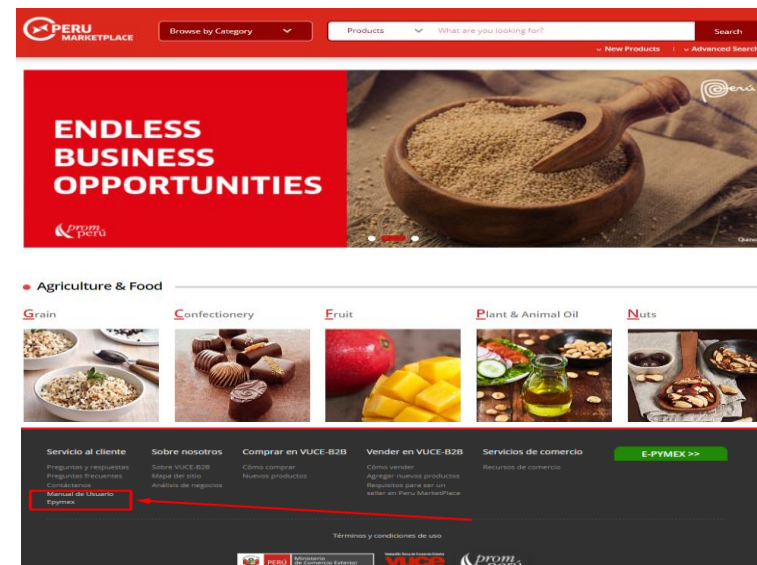 PERU
MARKETPLACE
Browse by Category
Products
What are you looking for?
Search
New Products
Advanced Search
Perú
ENDLESS
BUSINESS
OPPORTUNITIES
prom
perú
Agriculture & Food
Grain
Confectionery
Fruit
Plant & Animal Oil
Nuts
Servicio al cliente
Preguntas y respuestas
Preguntas frecuentes
Contáctenos
Manual de Usuario
Epymex
Sobre nosotros
Sobre VUCE-B2B
Mapa del sitio
Análisis de negocios
Comprar en VUCE-B2B
Cómo comprar
Nuevos productos
Vender en VUCE-B2B
Cómo vender
Agregar nuevos productos
Requisitos para ser un
seller en Peru MarketPlace
Servicios de comercio
Recursos de comercio
E-PYMEX >>
Términos y condiciones de uso
PERÚ
Ministerio
de Comercio Exterior
vuce
prom
perú